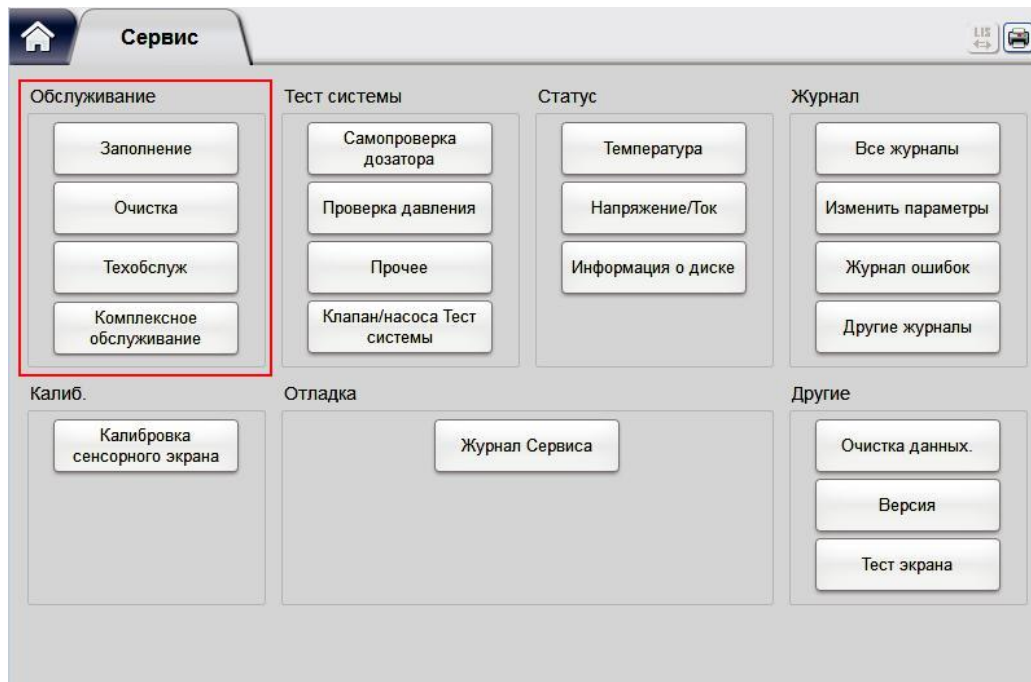 Сервис
LIS
Обслуживание
Заполнение
Очистка
Техобслуж
Комплексное
обслуживание
Тест системы
Самопроверка
дозатора
Проверка давления
Прочее
Клапан/насоса Тест
системы
Статус
Температура
Напряжение/Ток
Информация о диске
Журнал
Все журналы
Изменить параметры
Журнал ошибок
Другие журналы
Калиб.
Калибровка
сенсорного экрана
Отладка
Журнал Сервиса
Другие
Очистка данных.
Версия
Тест экрана